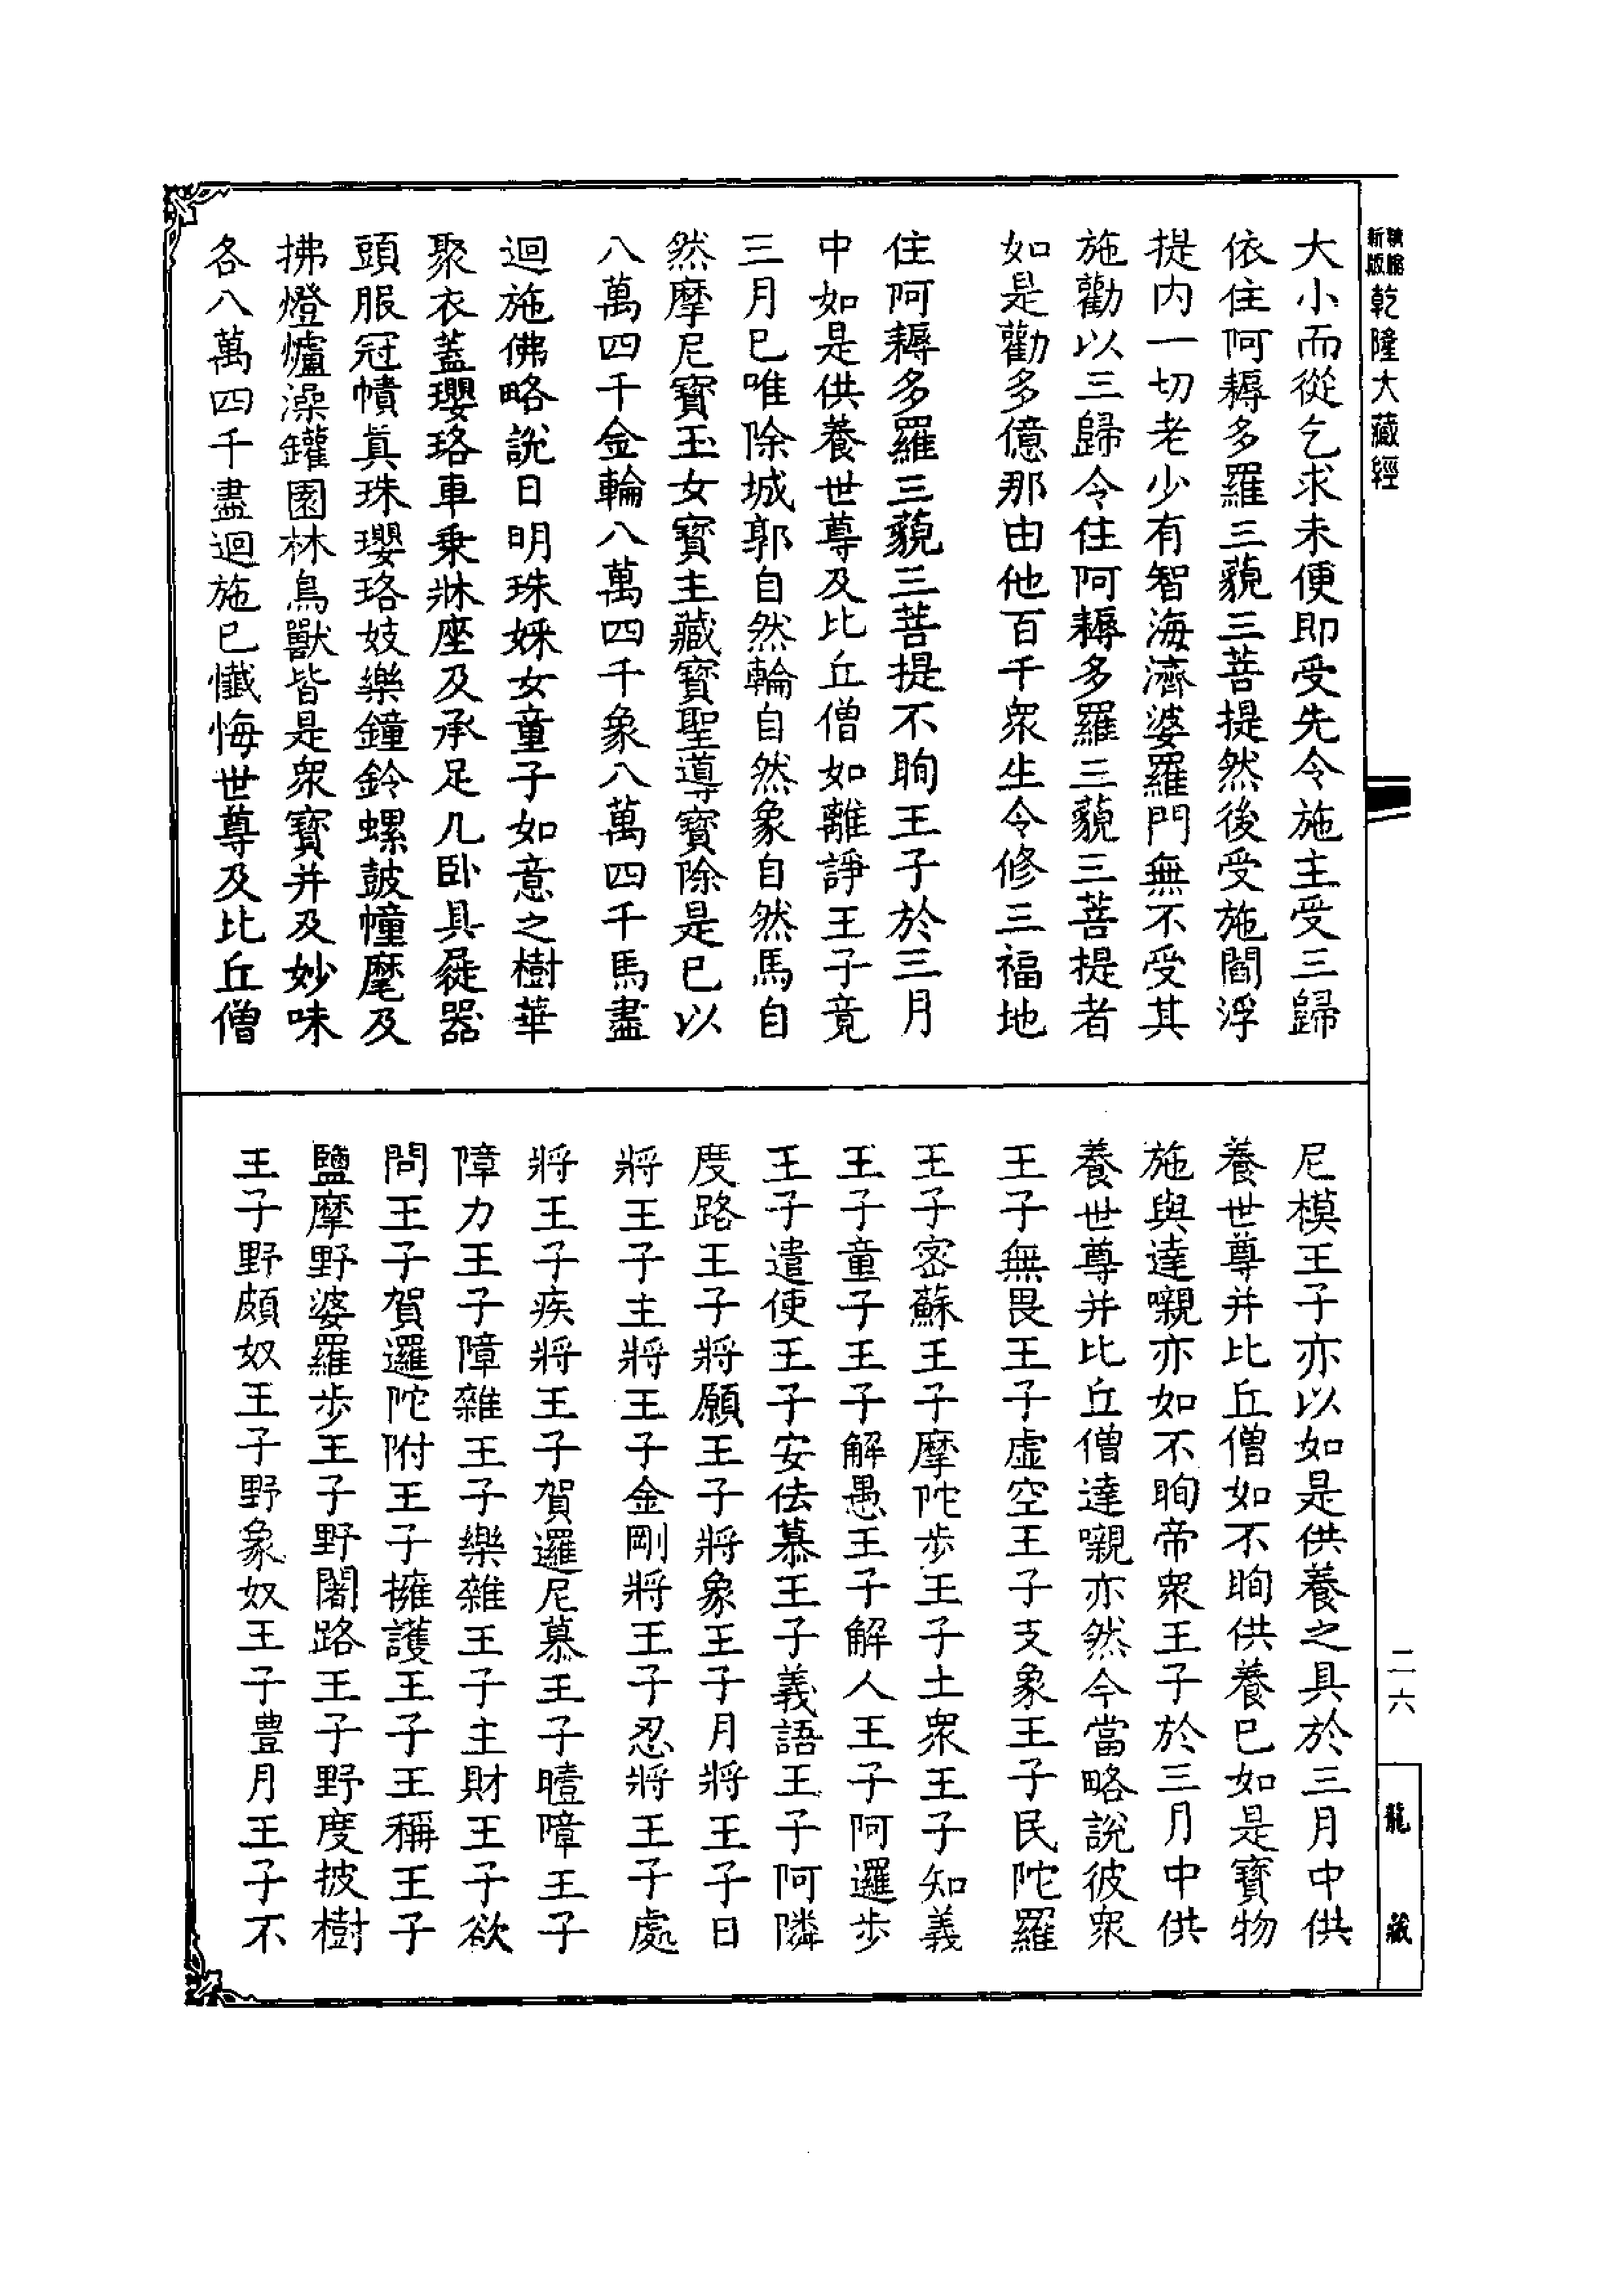 新版精縮乾隆大藏經
大小而從乞求未便即受先令施主受三歸
依住阿耨多羅三藐三菩提然後受施閻浮
提内一切老少有智海濟婆羅門無不受其
施勸以三歸令住阿耨多羅三藐三菩提者
如是勸多億那由他百千衆生令修三福地
住阿耨多羅三藐三菩提不眴王子於三月
中如是供養世尊及比丘僧如離諍王子竟
三月已唯除城郭自然輪自然象自然馬自
然摩尼寶玉女寶主藏寶聖導寶除是已以
八萬四千金輪八萬四千象八萬四千馬盡
迴施佛略説日明珠婇女童子如意之樹華
聚衣蓋瓔珞車乗牀座及承足几卧具屣器
頭服冠幘真珠瓔珞妓樂鐘鈴螺鼓幢麾及
拂燈爐澡罐園林鳥獸皆是衆寶并及妙味
各八萬四千盡迴施已懺悔世尊及比丘僧
尼模王子亦以如是供養之具於三月中供
養世尊并比丘僧如不眴供養已如是寶物
施與達嚫亦如不眴帝衆王子於三月中供
養世尊并比丘僧達嚫亦然今當略説彼衆
王子無畏王子虚空王子支象王子民陀羅
王子密蘇王子摩陀歩王子土衆王子知義
王子童子王子解愚王子解人王子阿邏歩
王子遣使王子安佉慕王子義語王子阿隣
度路王子將願王子將象王子月將王子日
將王子主將王子金剛將王子忍將王子處
將王子疾將王子賀邏尼慕王子曀障王子
障力王子障雜王子樂雜王子主財王子欲
問王子賀邏陀附王子擁護王子王稱王子
鹽摩野婆羅歩王子野闍路王子野度披樹
王子野頗奴王子野象奴王子豊月王子不
二六
龍藏